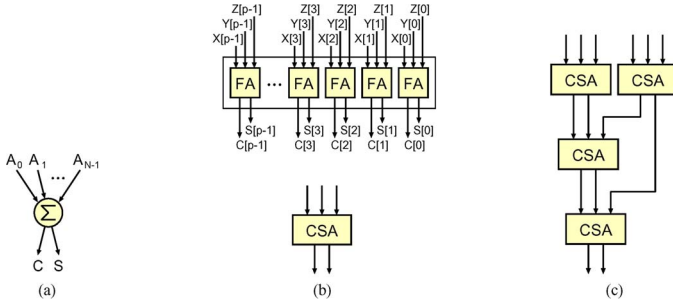 A0 A1 ... AN-1
Σ
C S
(a)
Z[p-1] Z[3] Z[2] Z[1] Z[0]
Y[p-1] Y[3] Y[2] Y[1] Y[0]
X[p-1] X[3] X[2] X[1] X[0]
FA ... FA FA FA FA
S[p-1] S[3] S[2] S[1] S[0]
C[p-1] C[3] C[2] C[1] C[0]
CSA
(b)
CSA CSA
CSA
CSA
(c)